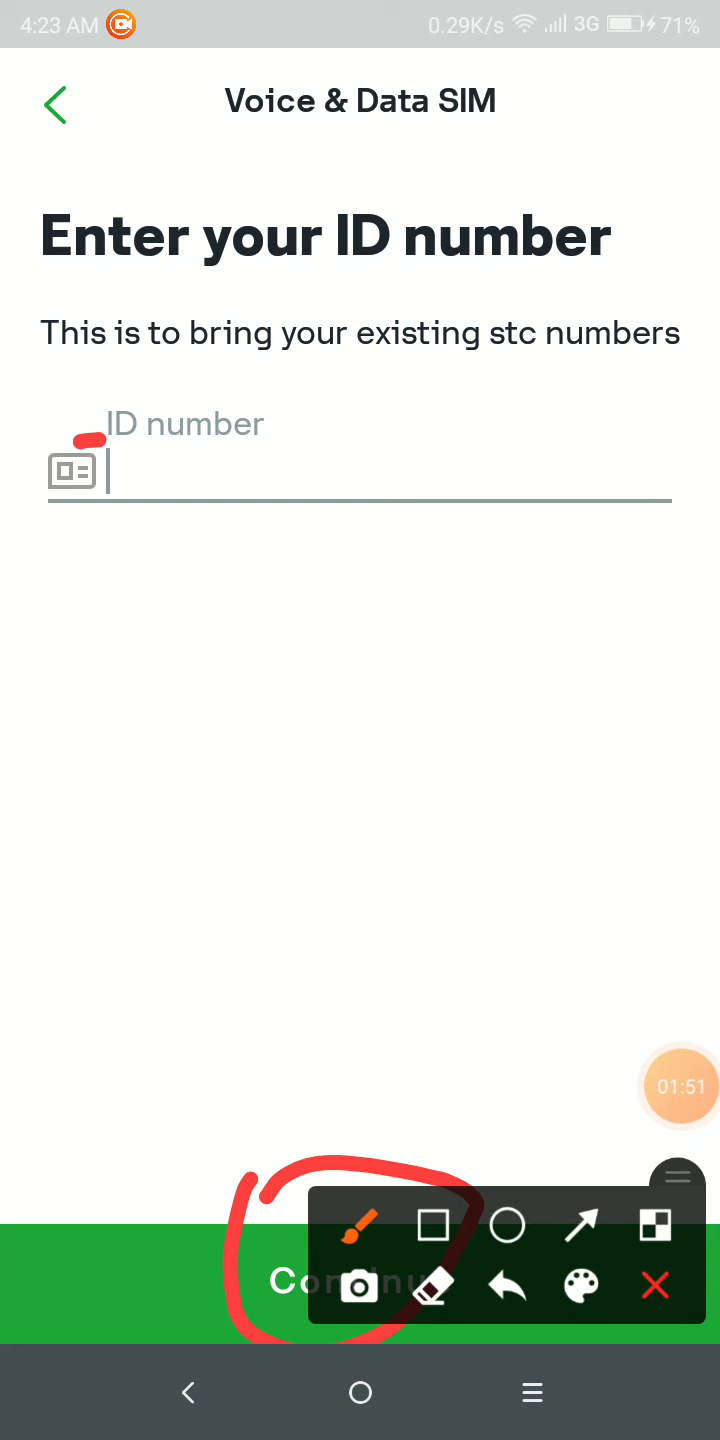 4:23 AM 0.29K/s 3G 71%
Voice & Data SIM
Enter your ID number
This is to bring your existing stc numbers
ID number
01:51